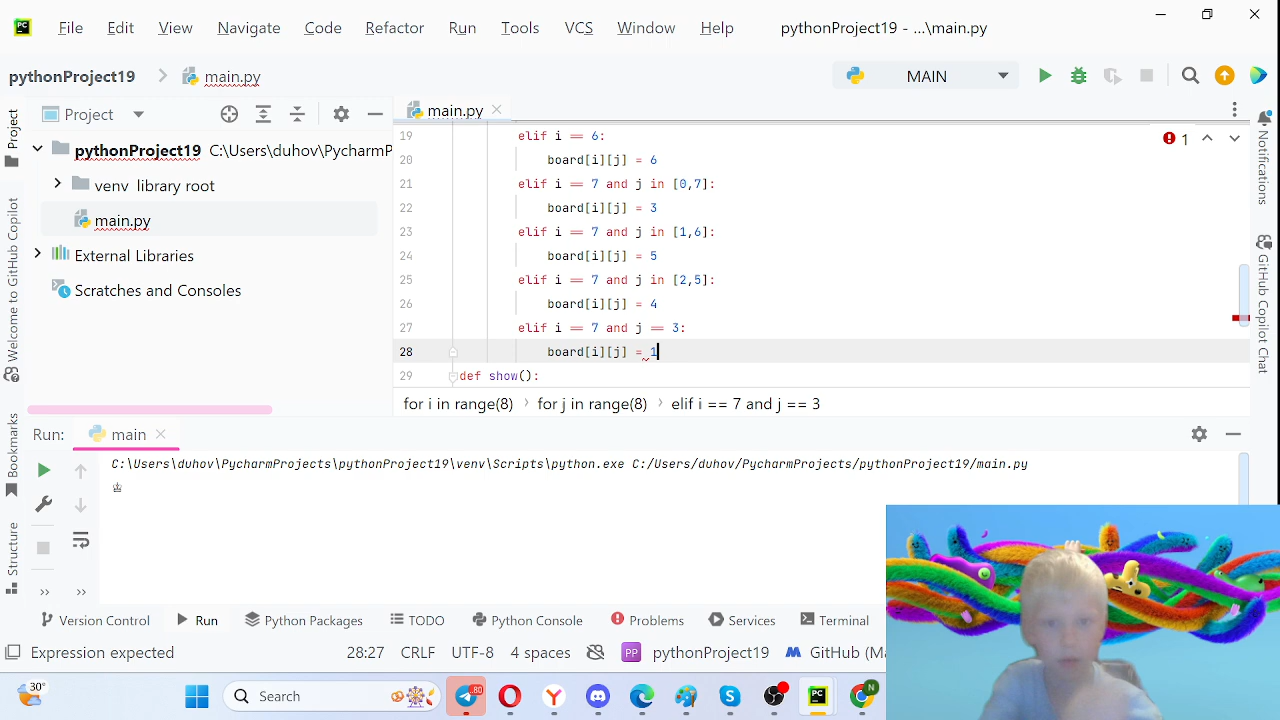 PC File Edit View Navigate Code Refactor Run Tools VCS Window Help pythonProject19 - ...\main.py
pythonProject19 main.py MAIN
Project
main.py
pythonProject19 C:\Users\duhov\PycharmP
venv library root
main.py
External Libraries
Scratches and Consoles
Project
Welcome to GitHub Copilot
Bookmarks
Structure
19 elif i == 6:
20 board[i][j] = 6
21 elif i == 7 and j in [0,7]:
22 board[i][j] = 3
23 elif i == 7 and j in [1,6]:
24 board[i][j] = 5
25 elif i == 7 and j in [2,5]:
26 board[i][j] = 4
27 elif i == 7 and j == 3:
28 board[i][j] = 1
29 def show():
1
for i in range(8) > for j in range(8) > elif i == 7 and j == 3
Notifications
GitHub Copilot Chat
Run: main
C:\Users\duhov\PycharmProjects\pythonProject19\venv\Scripts\python.exe C:/Users/duhov/PycharmProjects/pythonProject19/main.py
♔
Version Control Run Python Packages TODO Python Console Problems Services Terminal
Expression expected 28:27 CRLF UTF-8 4 spaces PP pythonProject19 GitHub (Ma
30° Search 80 PC N